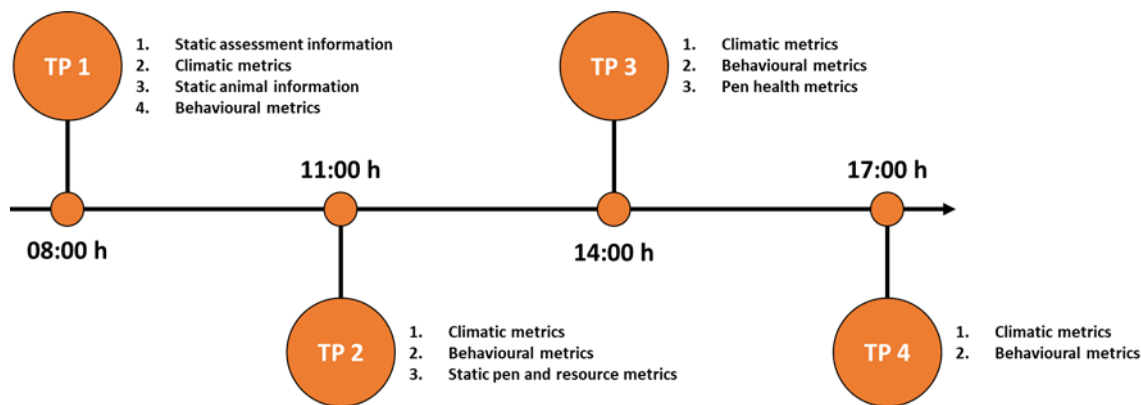 TP 1
1. Static assessment information
2. Climatic metrics
3. Static animal information
4. Behavioural metrics
TP 3
1. Climatic metrics
2. Behavioural metrics
3. Pen health metrics
11:00 h
17:00 h
08:00 h
14:00 h
TP 2
1. Climatic metrics
2. Behavioural metrics
3. Static pen and resource metrics
TP 4
1. Climatic metrics
2. Behavioural metrics